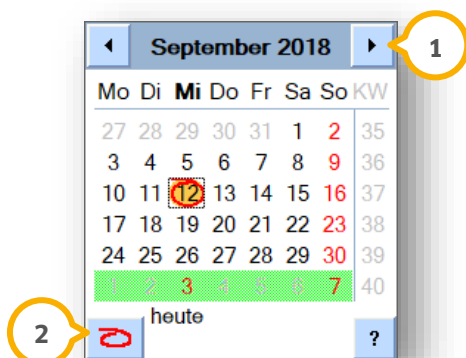 September 2018
1
Mo Di Mi Do Fr Sa So KW
27 28 29 30 31 1 2 35
3 4 5 6 7 8 9 36
10 11 12 13 14 15 16 37
17 18 19 20 21 22 23 38
24 25 26 27 28 29 30 39
1 2 3 4 5 6 7 40
heute
2
?